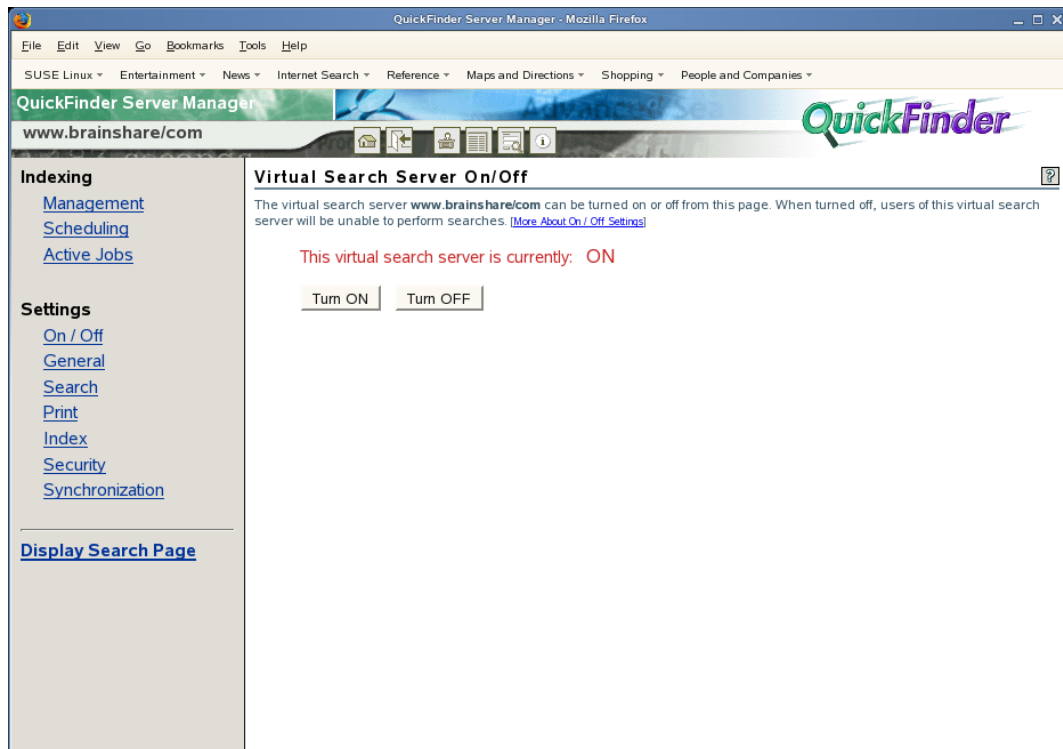 QuickFinder Server Manager - Mozilla Firefox
File Edit View Go Bookmarks Tools Help
SUSE Linux Entertainment News Internet Search Reference Maps and Directions Shopping People and Companies
QuickFinder Server Manager
Advanced Sea
QuickFinder
www.brainshare/com
Indexing
Management
Scheduling
Active Jobs
Settings
On / Off
General
Search
Print
Index
Security
Synchronization
Display Search Page
Virtual Search Server On/Off
?
The virtual search server www.brainshare/com can be turned on or off from this page. When turned off, users of this virtual search
server will be unable to perform searches. [More About On / Off Settings]
This virtual search server is currently: ON
Turn ON Turn OFF